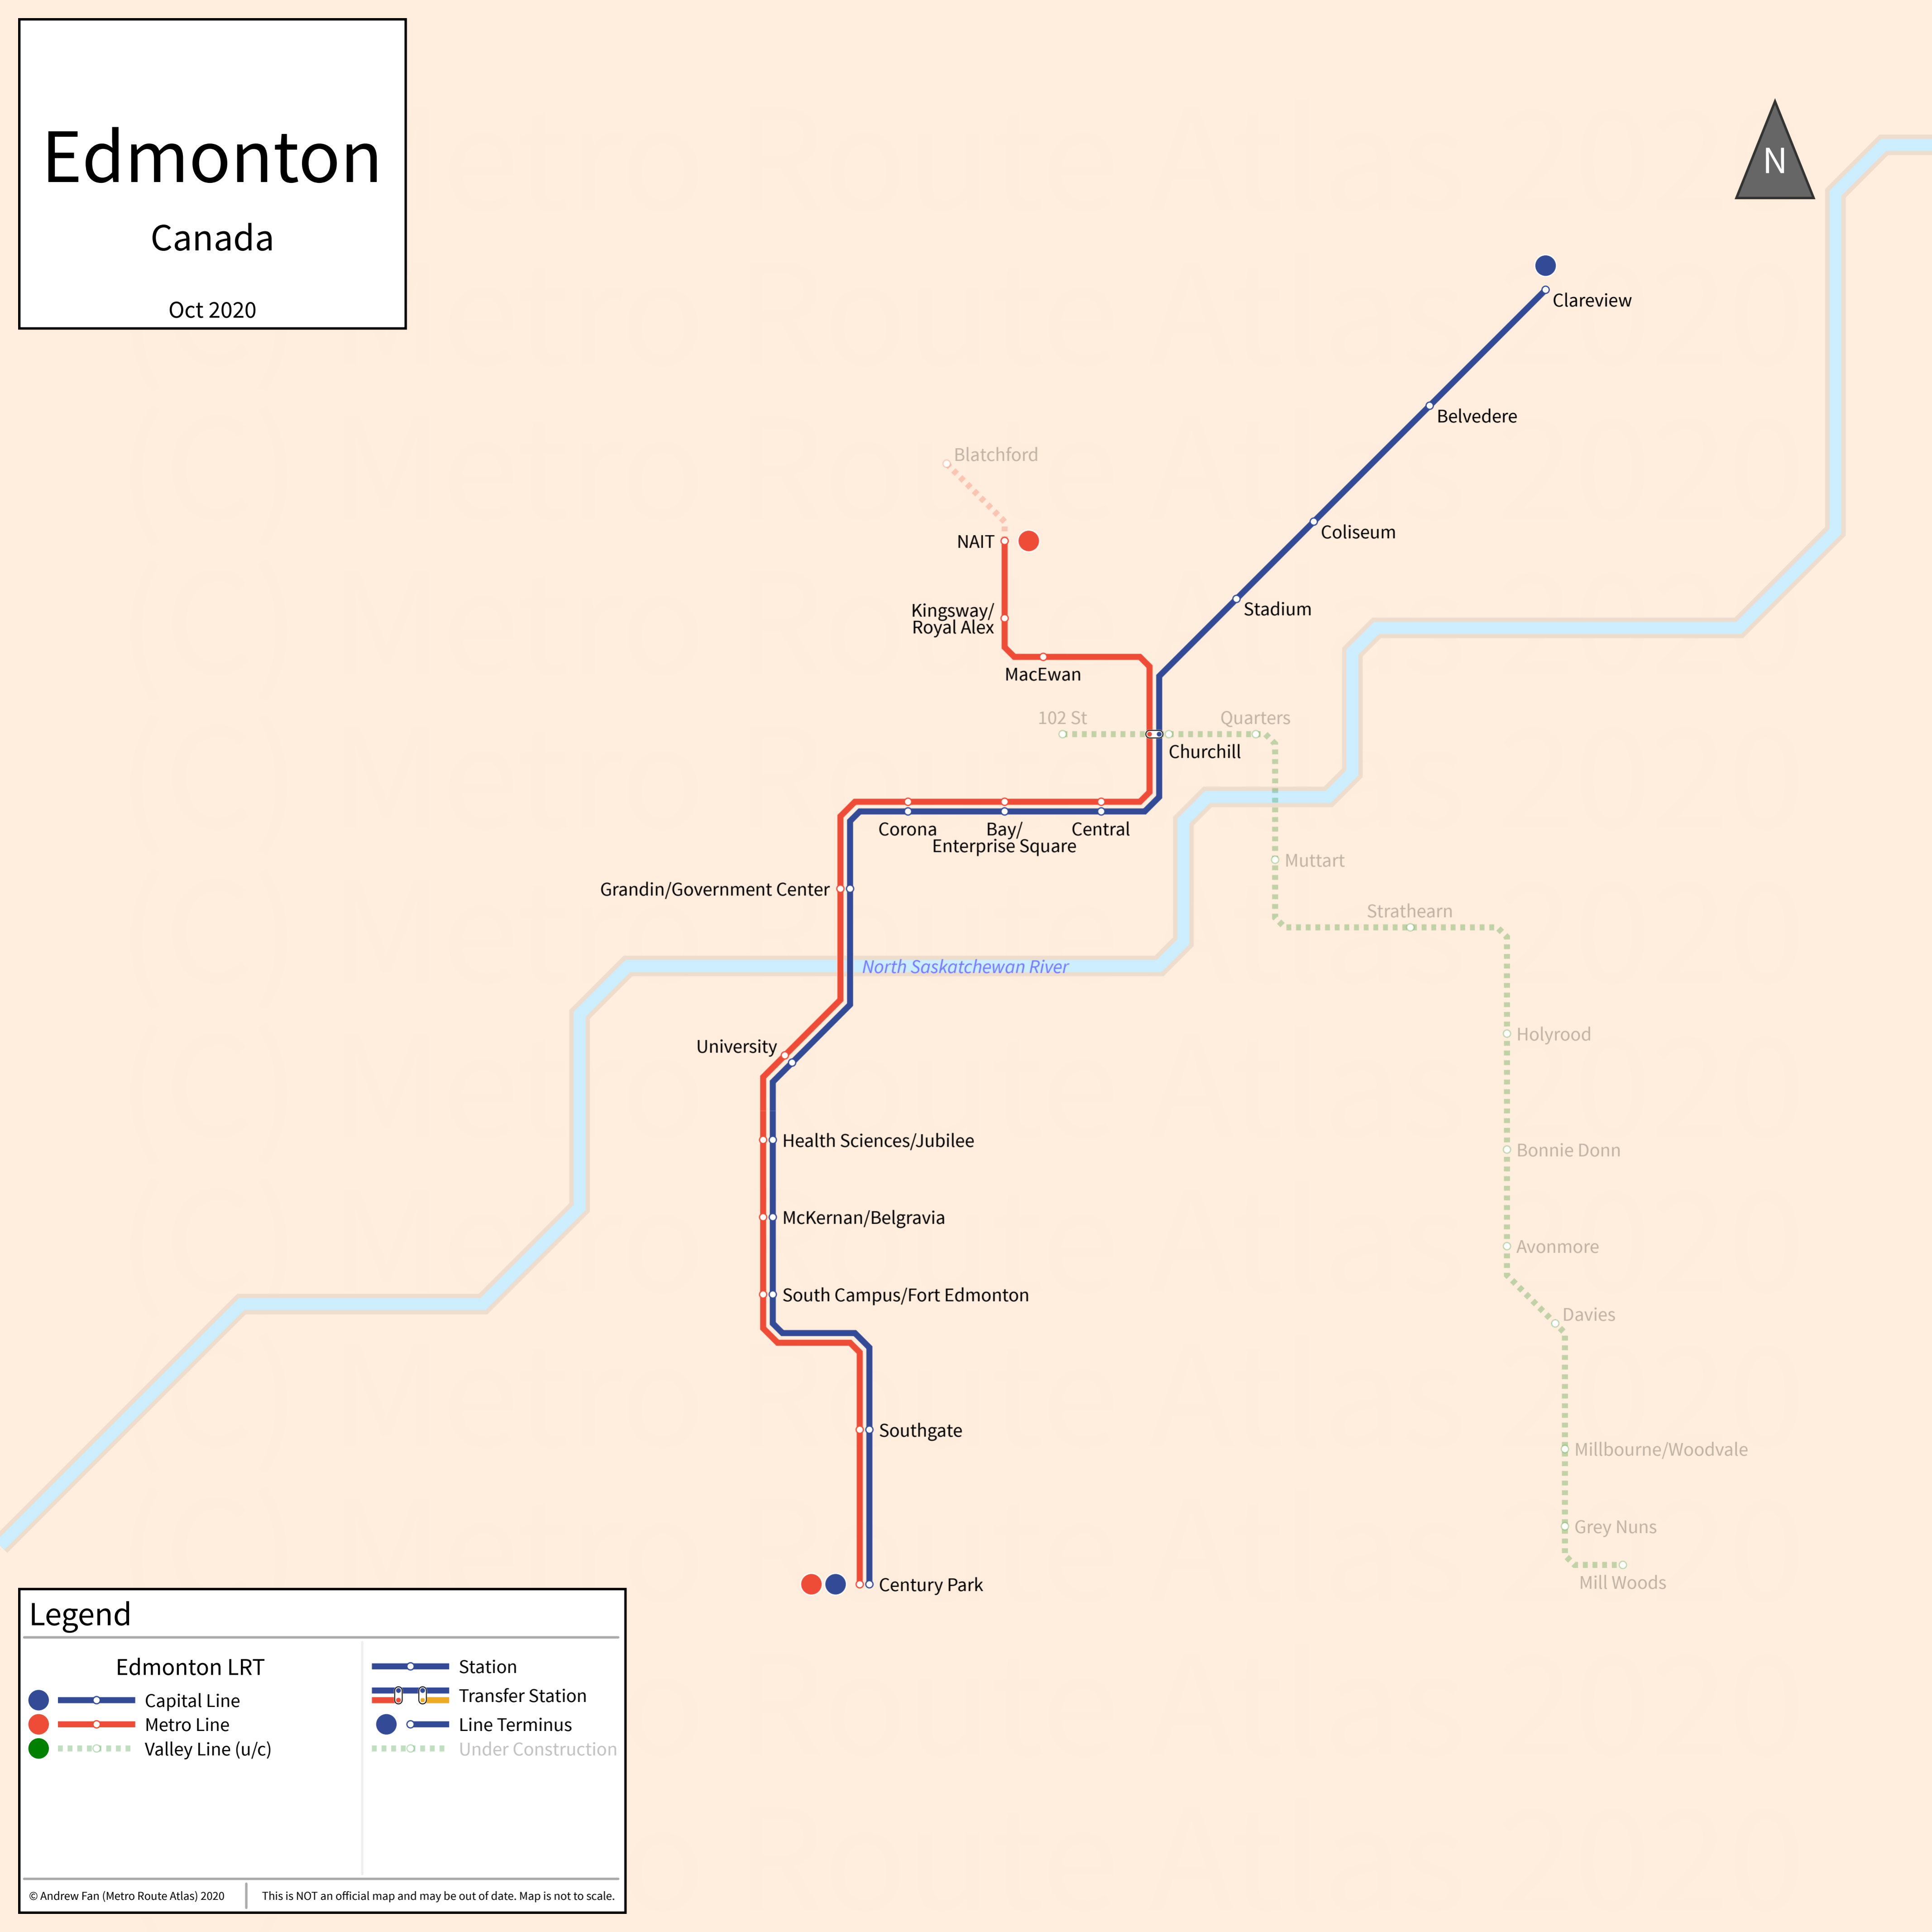 Edmonton
Canada
Oct 2020
N
Clareview
Belvedere
Blatchford
Coliseum
NAIT
Stadium
Kingsway/
Royal Alex
MacEwan
102 St
Quarters
Churchill
Corona
Bay/
Enterprise Square
Central
Muttart
Grandin/Government Center
Strathearn
North Saskatchewan River
Holyrood
University
Health Sciences/Jubilee
Bonnie Donn
McKernan/Belgravia
Avonmore
South Campus/Fort Edmonton
Davies
Southgate
Millbourne/Woodvale
Grey Nuns
Mill Woods
Century Park
Legend
Edmonton LRT
Capital Line
Metro Line
Valley Line (u/c)
Station
Transfer Station
Line Terminus
Under Construction
© Andrew Fan (Metro Route Atlas) 2020
This is NOT an official map and may be out of date. Map is not to scale.